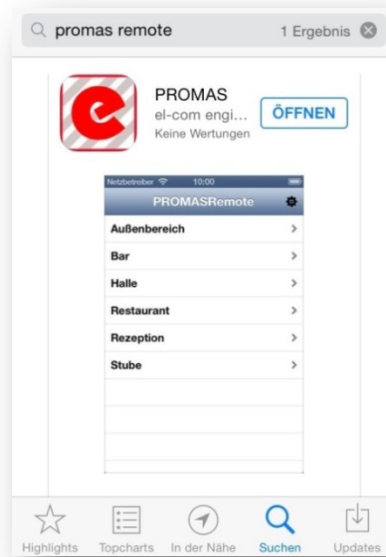 promas remote 1 Ergebnis
PROMAS
el-com engi...
Keine Wertungen
ÖFFNEN
Netzbetreiber 10:00
PROMASRemote
Außenbereich
Bar
Halle
Restaurant
Rezeption
Stube
Highlights Topcharts In der Nähe Suchen Updates